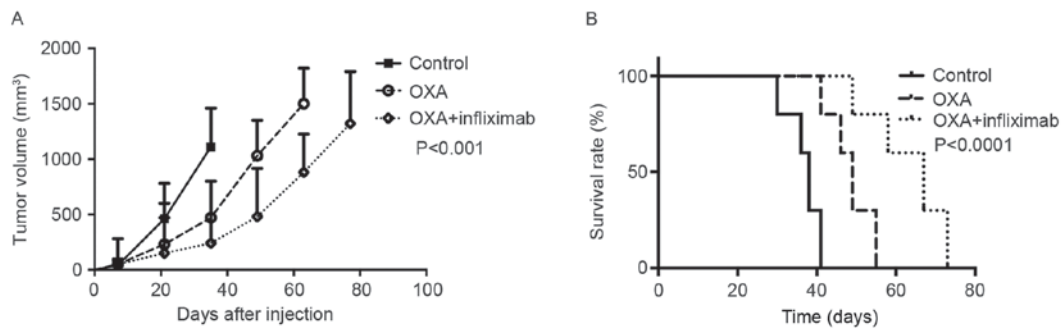 A
2000
1500
1000
500
0
Tumor volume (mm³)
0 20 40 60 80 100
Days after injection
Control
OXA
OXA+infliximab
P<0.001
B
100
50
0
Survival rate (%)
0 20 40 60 80
Time (days)
Control
OXA
OXA+infliximab
P<0.0001